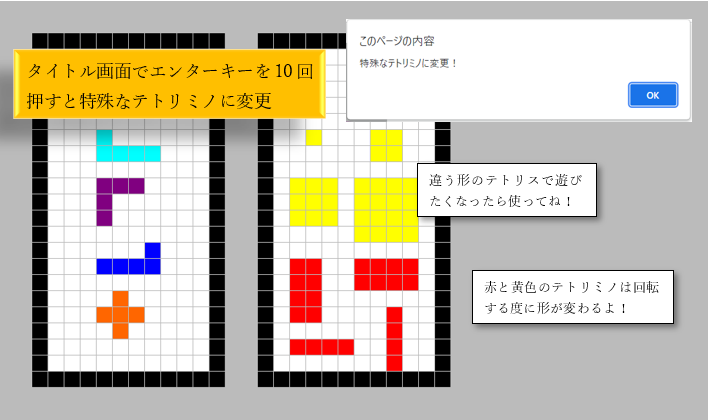 タイトル画面でエンターキーを10回
押すと特殊なテトリミノに変更
このページの内容
特殊なテトリミノに変更！
OK
違う形のテトリスで遊び
たくなったら使ってね！
赤と黄色のテトリミノは回転
する度に形が変わるよ！